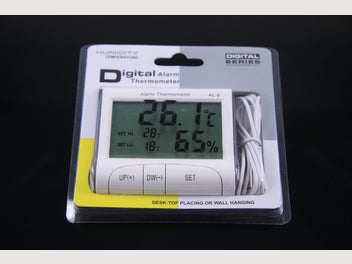 HUMIDITY
TEMPERATURE
DIGITAL
SERIES
Digital Alarm
Thermometer
Alarm Thermometer AL-2
26.1°C
SET Hi. 28°C
SET Lo. 18°C
65%
UP(+) DW(-) SET
DESK-TOP PLACING OR WALL HANGING